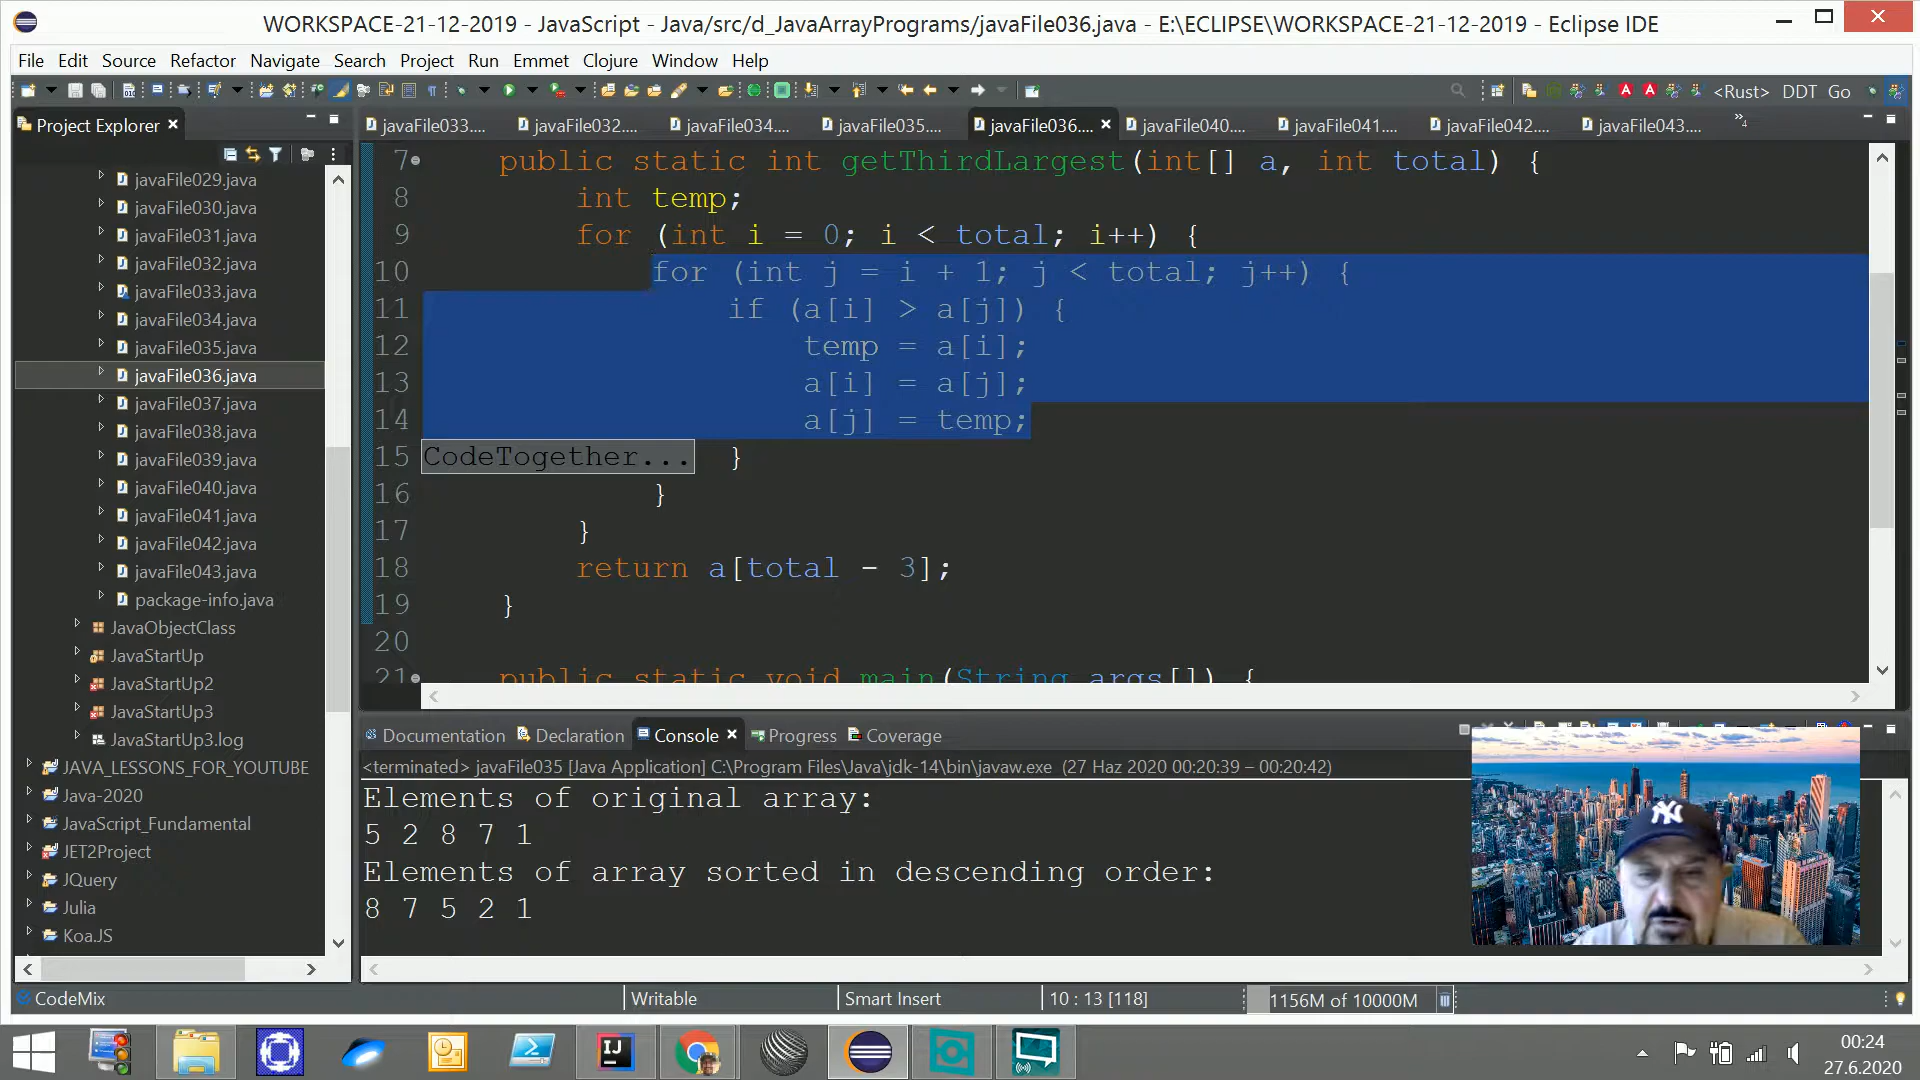 WORKSPACE-21-12-2019 - JavaScript - Java/src/d_JavaArrayPrograms/javaFile036.java - E:\ECLIPSE\WORKSPACE-21-12-2019 - Eclipse IDE
File Edit Source Refactor Navigate Search Project Run Emmet Clojure Window Help
<Rust> DDT Go
Project Explorer
javaFile033.... javaFile032.... javaFile034.... javaFile035.... javaFile036.... javaFile040.... javaFile041.... javaFile042.... javaFile043.... »4
javaFile029.java
javaFile030.java
javaFile031.java
javaFile032.java
javaFile033.java
javaFile034.java
javaFile035.java
javaFile036.java
javaFile037.java
javaFile038.java
javaFile039.java
javaFile040.java
javaFile041.java
javaFile042.java
javaFile043.java
package-info.java
JavaObjectClass
JavaStartUp
JavaStartUp2
JavaStartUp3
JavaStartUp3.log
JAVA_LESSONS_FOR_YOUTUBE
Java-2020
JavaScript_Fundamental
JET2Project
JQuery
Julia
Koa.JS
7 public static int getThirdLargest(int[] a, int total) {
8 int temp;
9 for (int i = 0; i < total; i++) {
10 for (int j = i + 1; j < total; j++) {
11 if (a[i] > a[j]) {
12 temp = a[i];
13 a[i] = a[j];
14 a[j] = temp;
15 CodeTogether... }
16 }
17 }
18 return a[total - 3];
19 }
20
21 public static void main(String args[]) {
Documentation Declaration Console Progress Coverage
<terminated> javaFile035 [Java Application] C:\Program Files\Java\jdk-14\bin\javaw.exe (27 Haz 2020 00:20:39 – 00:20:42)
Elements of original array:
5 2 8 7 1
Elements of array sorted in descending order:
8 7 5 2 1
CodeMix Writable Smart Insert 10 : 13 [118] 1156M of 10000M
00:24
27.6.2020